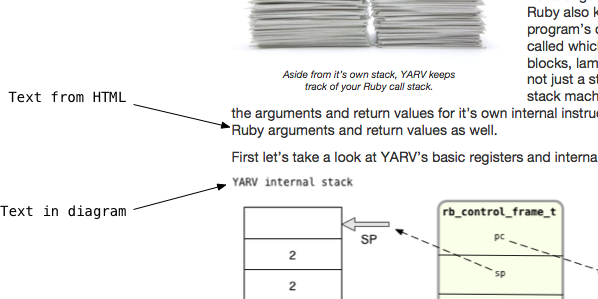 Ruby also k
program's
called whic
blocks, lam
not just a st
stack mach
Aside from it's own stack, YARV keeps
track of your Ruby call stack.
Text from HTML
the arguments and return values for it's own internal instru
Ruby arguments and return values as well.
First let's take a look at YARV's basic registers and interna
YARV internal stack
Text in diagram
rb_control_frame_t
SP
pc
2
sp
2